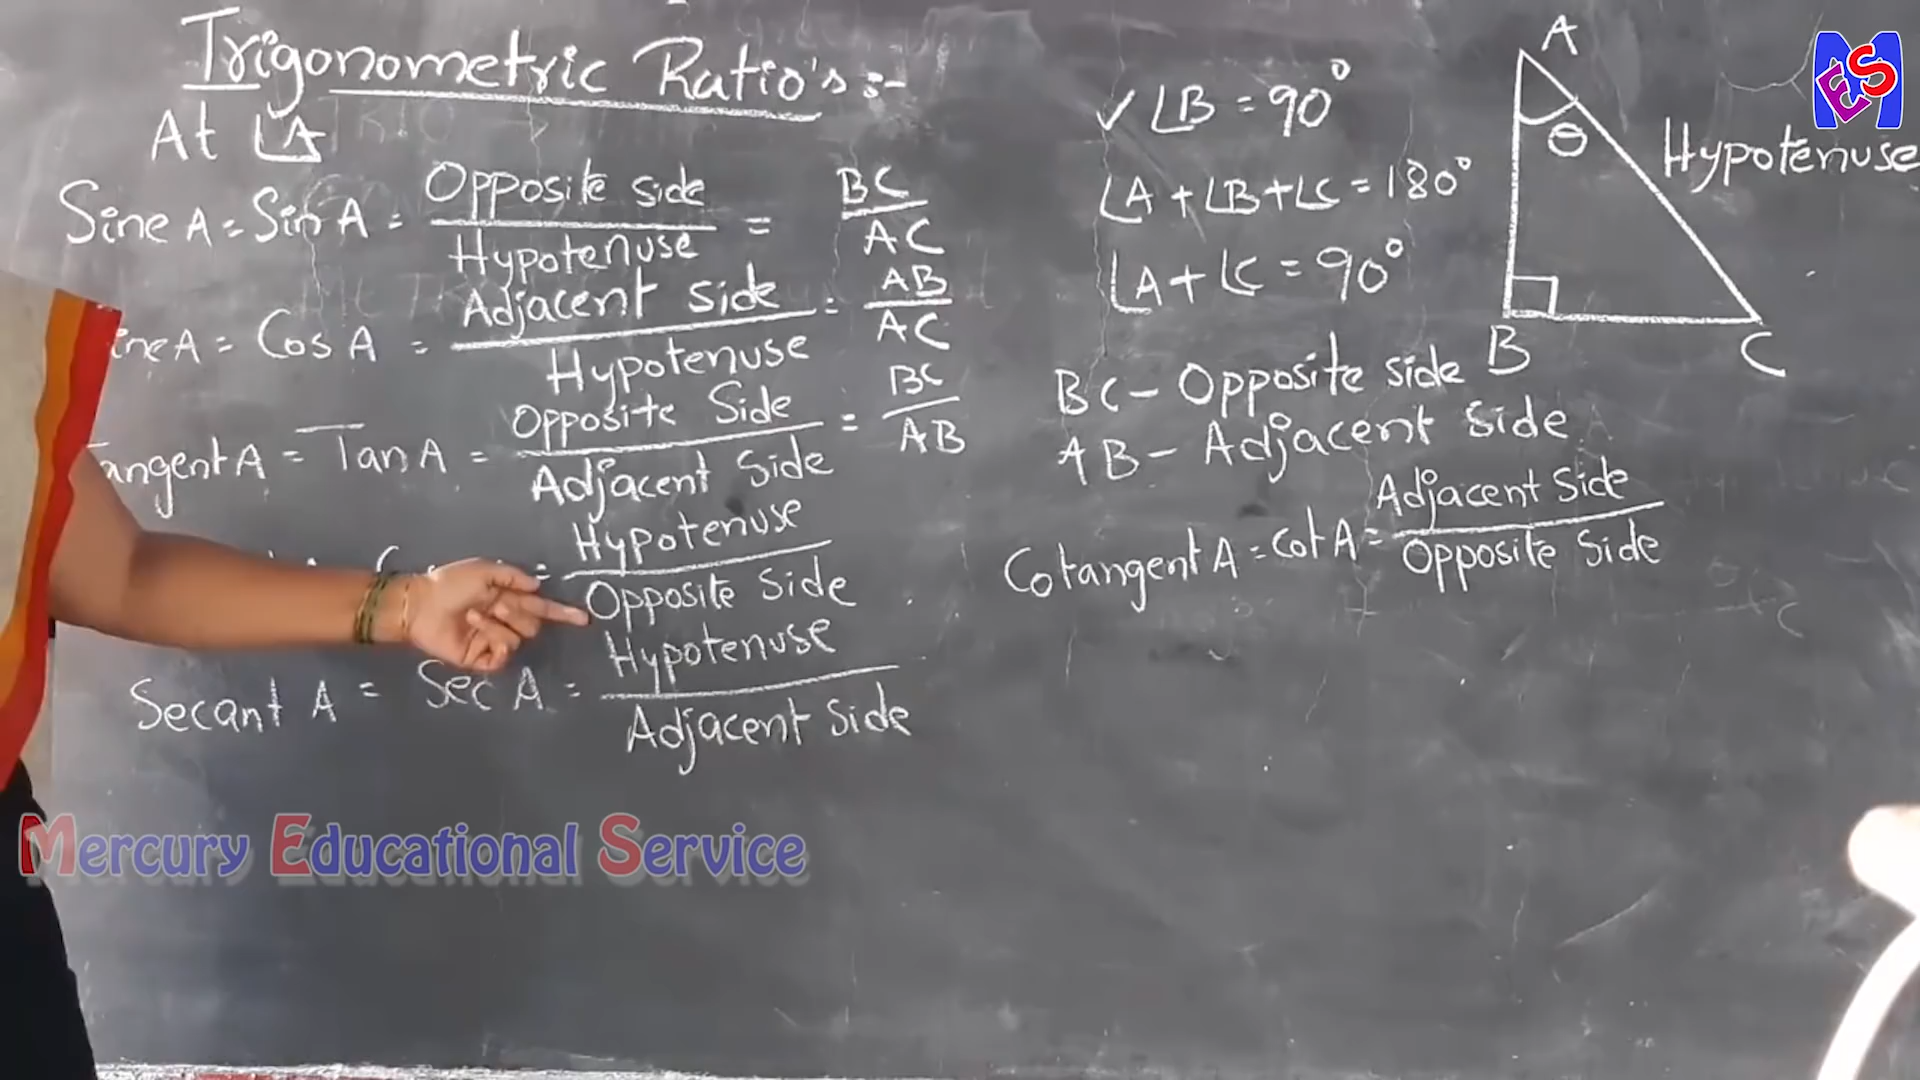 Trigonometric Ratio's :-
At ∠A
Sine A = Sin A = Opposite side / Hypotenuse = BC / AC
ine A = Cos A = Adjacent side / Hypotenuse = AB / AC
angent A = Tan A = Opposite Side / Adjacent Side = BC / AB
= Hypotenuse / Opposite Side
Secant A = Sec A = Hypotenuse / Adjacent Side
✓ ∠B = 90°
∠A + ∠B + ∠C = 180°
∠A + ∠C = 90°
A
θ
Hypotenuse
B
C
BC - Opposite side
AB - Adjacent side
Cotangent A = Cot A = Adjacent Side / Opposite Side
MES
Mercury Educational Service